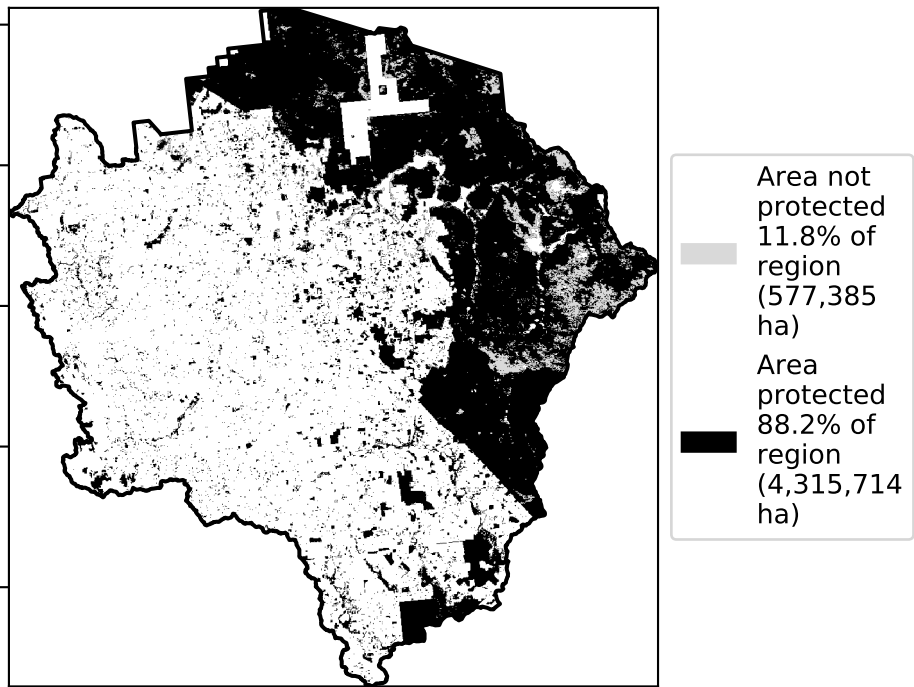 Area not
protected
11.8% of
region
(577,385
ha)
Area
protected
88.2% of
region
(4,315,714
ha)